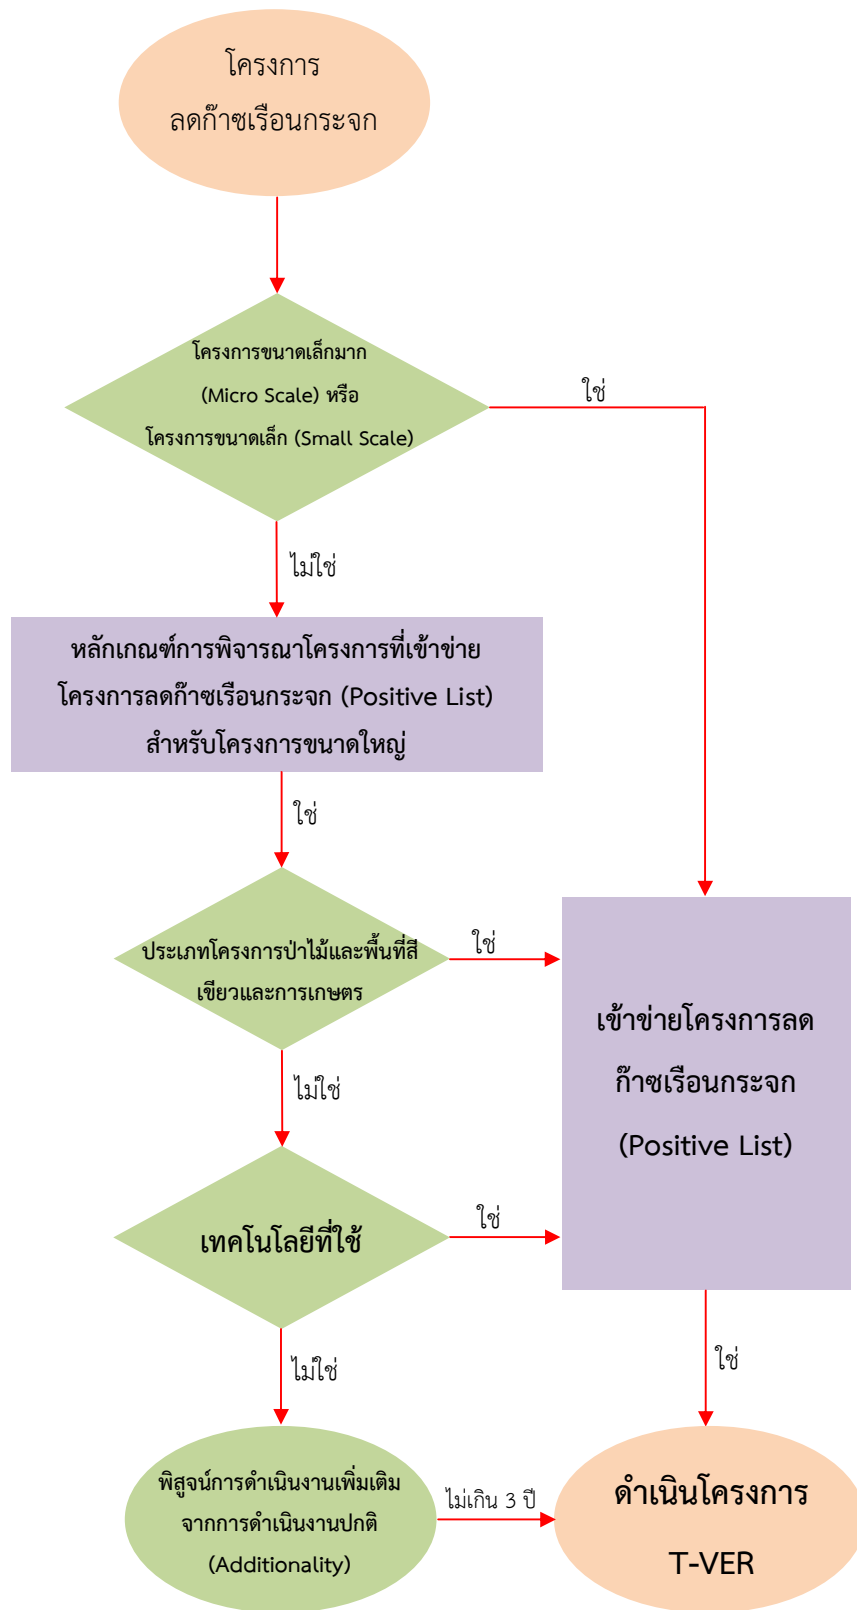 โครงการ
ลดก๊าซเรือนกระจก
โครงการขนาดเล็กมาก
(Micro Scale) หรือ
โครงการขนาดเล็ก (Small Scale)
ใช่
ไม่ใช่
หลักเกณฑ์การพิจารณาโครงการที่เข้าข่าย
โครงการลดก๊าซเรือนกระจก (Positive List)
สำหรับโครงการขนาดใหญ่
ใช่
ประเภทโครงการป่าไม้และพื้นที่สี
เขียวและการเกษตร
ใช่
ไม่ใช่
เข้าข่ายโครงการลด
ก๊าซเรือนกระจก
(Positive List)
เทคโนโลยีที่ใช้
ใช่
ไม่ใช่
ใช่
พิสูจน์การดำเนินงานเพิ่มเติม
จากการดำเนินงานปกติ
(Additionality)
ไม่เกิน 3 ปี
ดำเนินโครงการ
T-VER